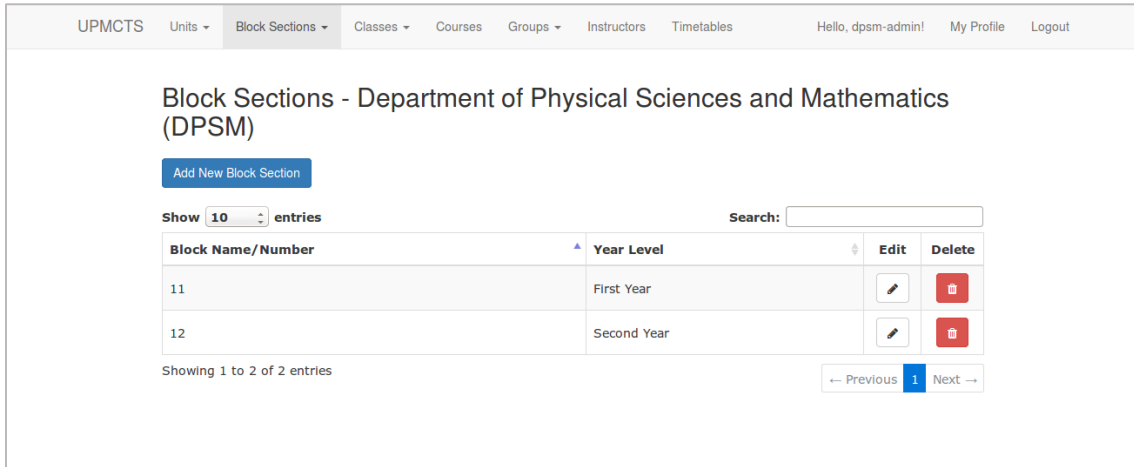 UPMCTS Units Block Sections Classes Courses Groups Instructors Timetables Hello, dpsm-admin! My Profile Logout
Block Sections - Department of Physical Sciences and Mathematics
(DPSM)
Add New Block Section
Show 10 entries Search:
Block Name/Number Year Level Edit Delete
11 First Year
12 Second Year
Showing 1 to 2 of 2 entries
← Previous 1 Next →